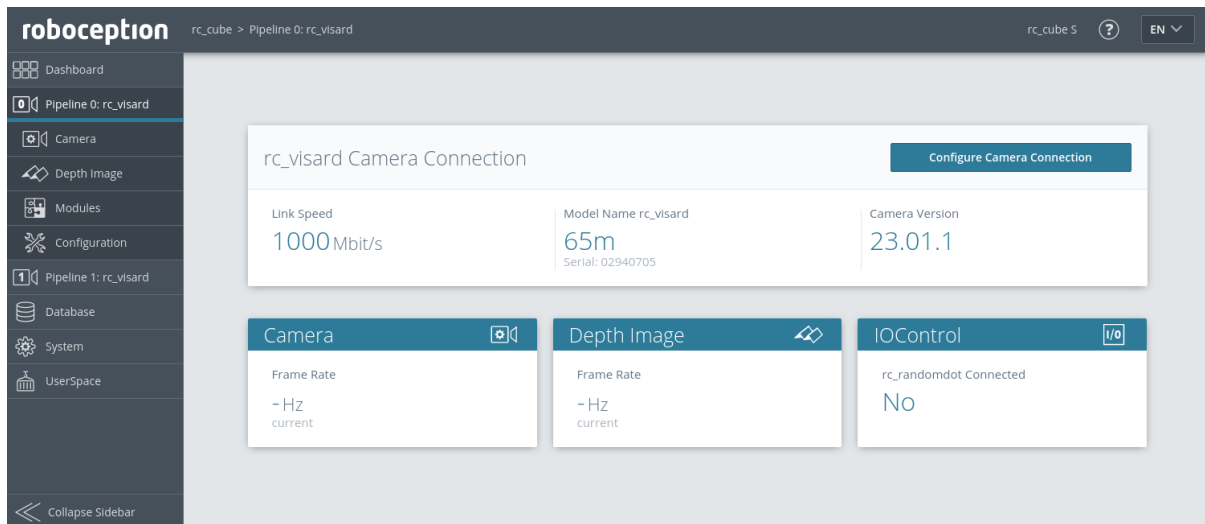 roboception
rc_cube > Pipeline 0: rc_visard
rc_cube S
?
EN
Dashboard
0 Pipeline 0: rc_visard
Camera
Depth Image
Modules
Configuration
1 Pipeline 1: rc_visard
Database
System
UserSpace
Collapse Sidebar
rc_visard Camera Connection
Configure Camera Connection
Link Speed
1000 Mbit/s
Model Name rc_visard
65m
Serial: 02940705
Camera Version
23.01.1
Camera
Frame Rate
- Hz
current
Depth Image
Frame Rate
- Hz
current
IOControl
I/O
rc_randomdot Connected
No